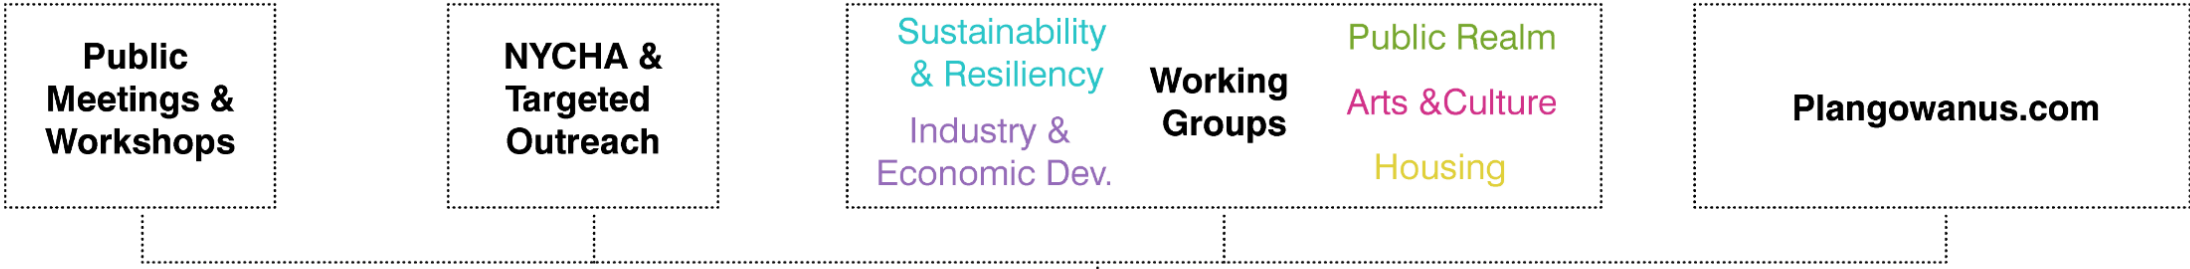 Public
Meetings &
Workshops
NYCHA &
Targeted
Outreach
Sustainability
& Resiliency
Industry &
Economic Dev.
Working
Groups
Public Realm
Arts &Culture
Housing
Plangowanus.com